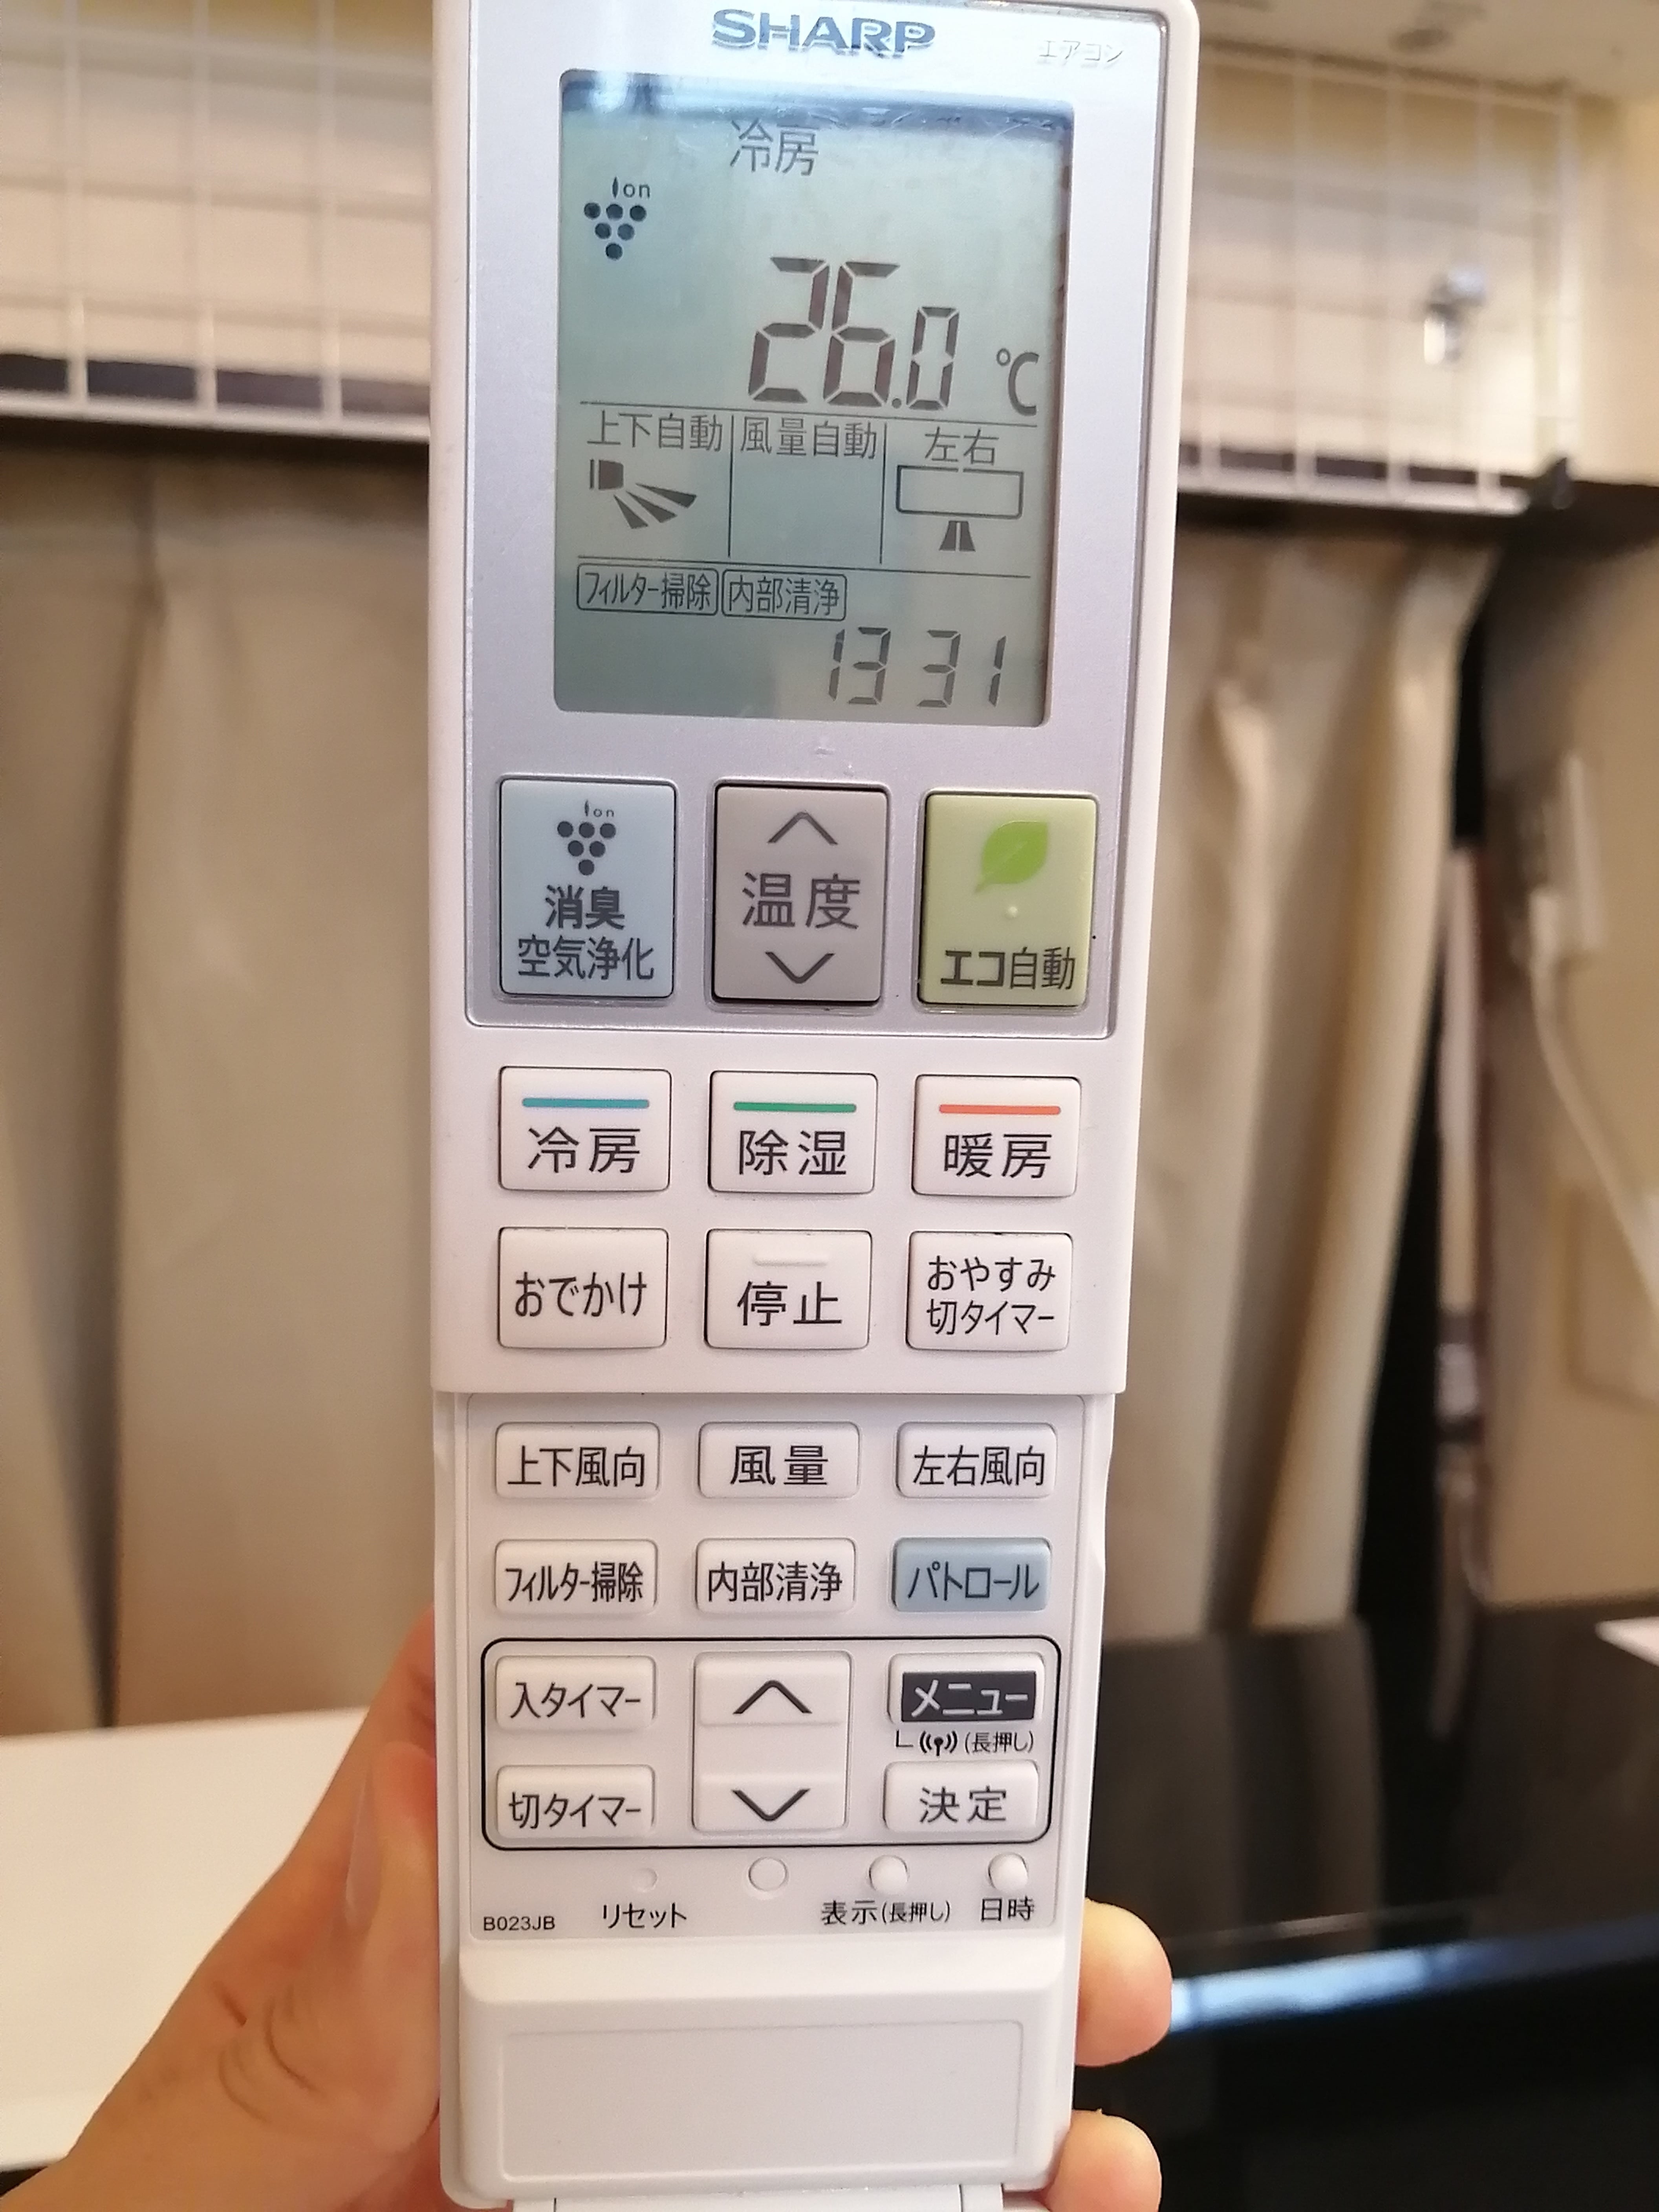 SHARP
エアコン
冷房
Ion
26.0 ℃
上下自動 風量自動 左右
フィルター掃除 内部清浄
13 31
Ion
消臭
空気浄化
温度
エコ自動
冷房 除湿 暖房
おでかけ 停止 おやすみ
切タイマー
上下風向 風量 左右風向
フィルター掃除 内部清浄 パトロール
入タイマー メニュー
(長押し)
切タイマー 決定
B023JB リセット 表示(長押し) 日時